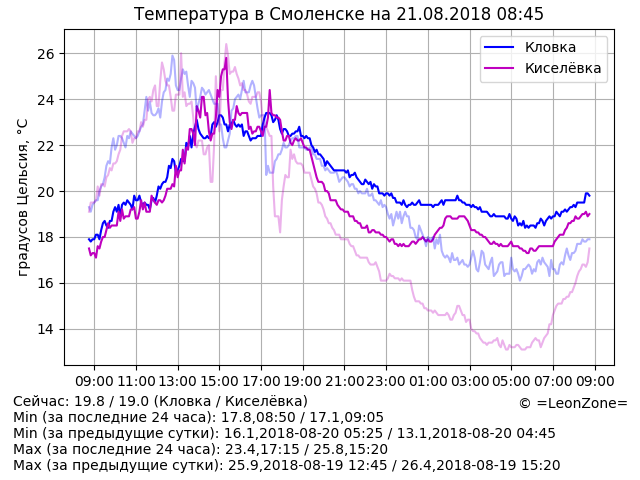 Температура в Смоленске на 21.08.2018 08:45
Кловка
Киселёвка
градусов Цельсия, °C
26
24
22
20
18
16
14
09:00 11:00 13:00 15:00 17:00 19:00 21:00 23:00 01:00 03:00 05:00 07:00 09:00
Сейчас: 19.8 / 19.0 (Кловка / Киселёвка)
© =LeonZone=
Min (за последние 24 часа): 17.8,08:50 / 17.1,09:05
Min (за предыдущие сутки): 16.1,2018-08-20 05:25 / 13.1,2018-08-20 04:45
Max (за последние 24 часа): 23.4,17:15 / 25.8,15:20
Max (за предыдущие сутки): 25.9,2018-08-19 12:45 / 26.4,2018-08-19 15:20